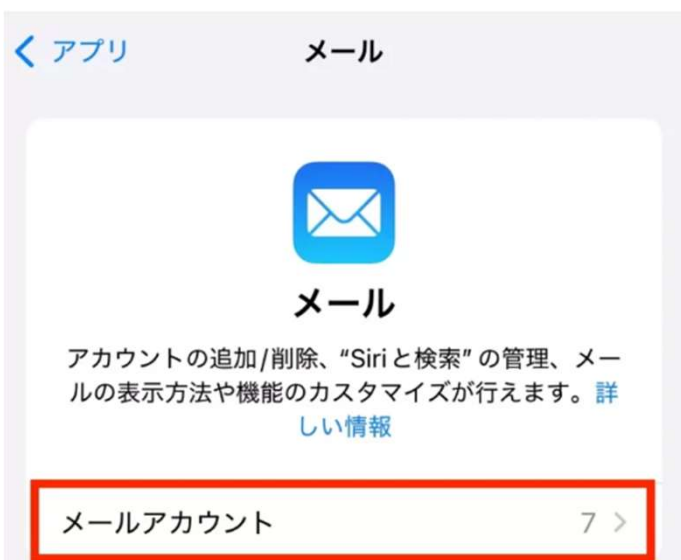 アプリ メール
メール
アカウントの追加/削除、“Siriと検索” の管理、メー
ルの表示方法や機能のカスタマイズが行えます。詳
しい情報
メールアカウント 7